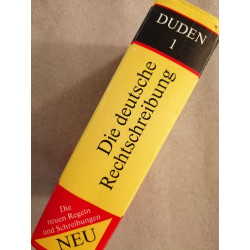 DUDEN
1
Die deutsche
Rechtschreibung
Die
neuen Regeln
und Schreibungen
NEU